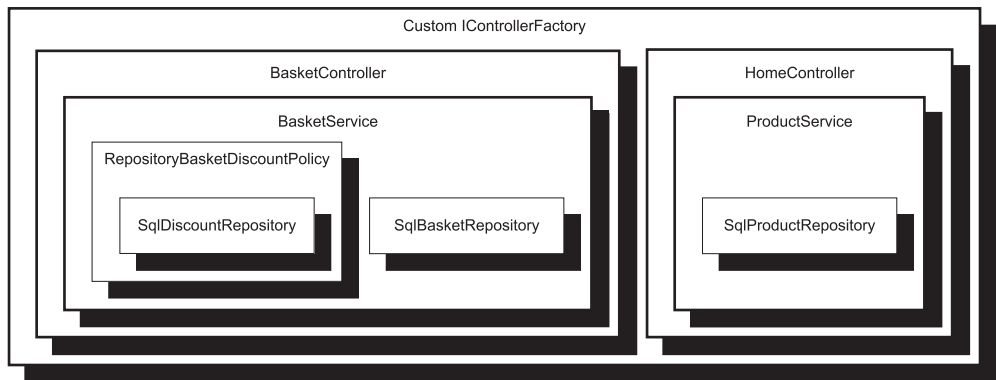 Custom IControllerFactory
BasketController
HomeController
BasketService
ProductService
RepositoryBasketDiscountPolicy
SqlDiscountRepository
SqlBasketRepository
SqlProductRepository